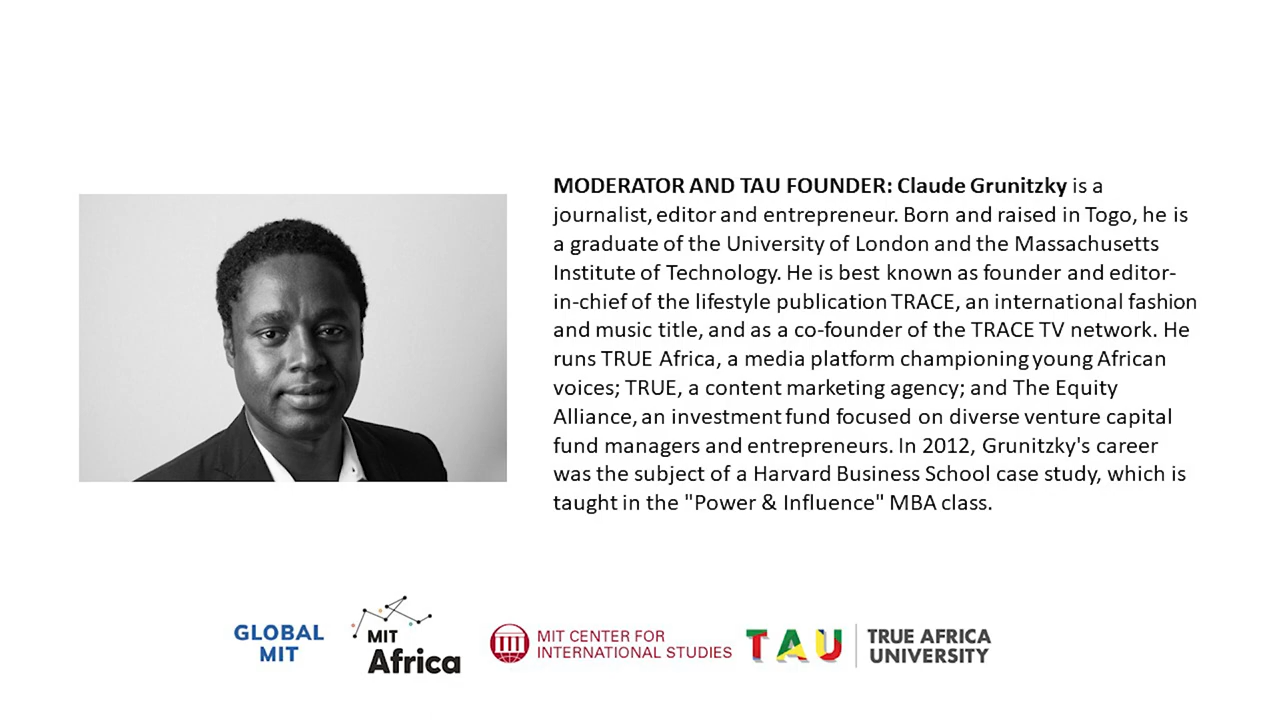 MODERATOR AND TAU FOUNDER: Claude Grunitzky is a
journalist, editor and entrepreneur. Born and raised in Togo, he is
a graduate of the University of London and the Massachusetts
Institute of Technology. He is best known as founder and editor-
in-chief of the lifestyle publication TRACE, an international fashion
and music title, and as a co-founder of the TRACE TV network. He
runs TRUE Africa, a media platform championing young African
voices; TRUE, a content marketing agency; and The Equity
Alliance, an investment fund focused on diverse venture capital
fund managers and entrepreneurs. In 2012, Grunitzky's career
was the subject of a Harvard Business School case study, which is
taught in the "Power & Influence" MBA class.
GLOBAL
MIT
MIT
Africa
MIT CENTER FOR
INTERNATIONAL STUDIES
TAU
TRUE AFRICA
UNIVERSITY